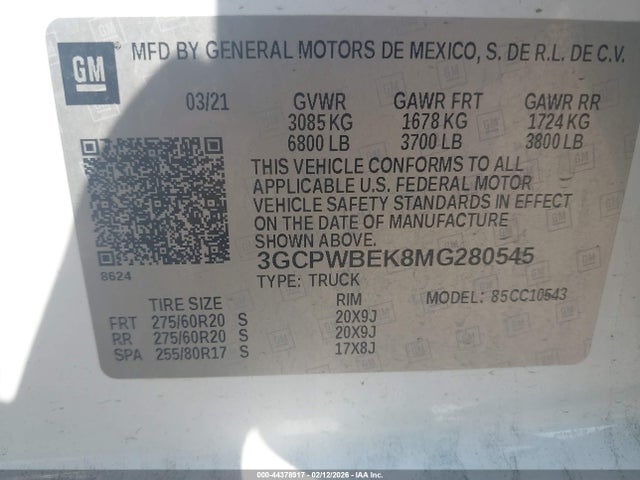 GM MFD BY GENERAL MOTORS DE MEXICO, S. DE R.L. DE C.V.
03/21 GVWR GAWR FRT GAWR RR
3085 KG 1678 KG 1724 KG
6800 LB 3700 LB 3800 LB
THIS VEHICLE CONFORMS TO ALL
APPLICABLE U.S. FEDERAL MOTOR
VEHICLE SAFETY STANDARDS IN EFFECT
ON THE DATE OF MANUFACTURE
SHOWN ABOVE.
3GCPWBEK8MG280545
8624
TYPE: TRUCK
TIRE SIZE RIM MODEL: 85CC10543
FRT 275/60R20 S 20X9J
RR 275/60R20 S 20X9J
SPA 255/80R17 S 17X8J
000-44378917 - 02/12/2026 - IAAHDKEXT